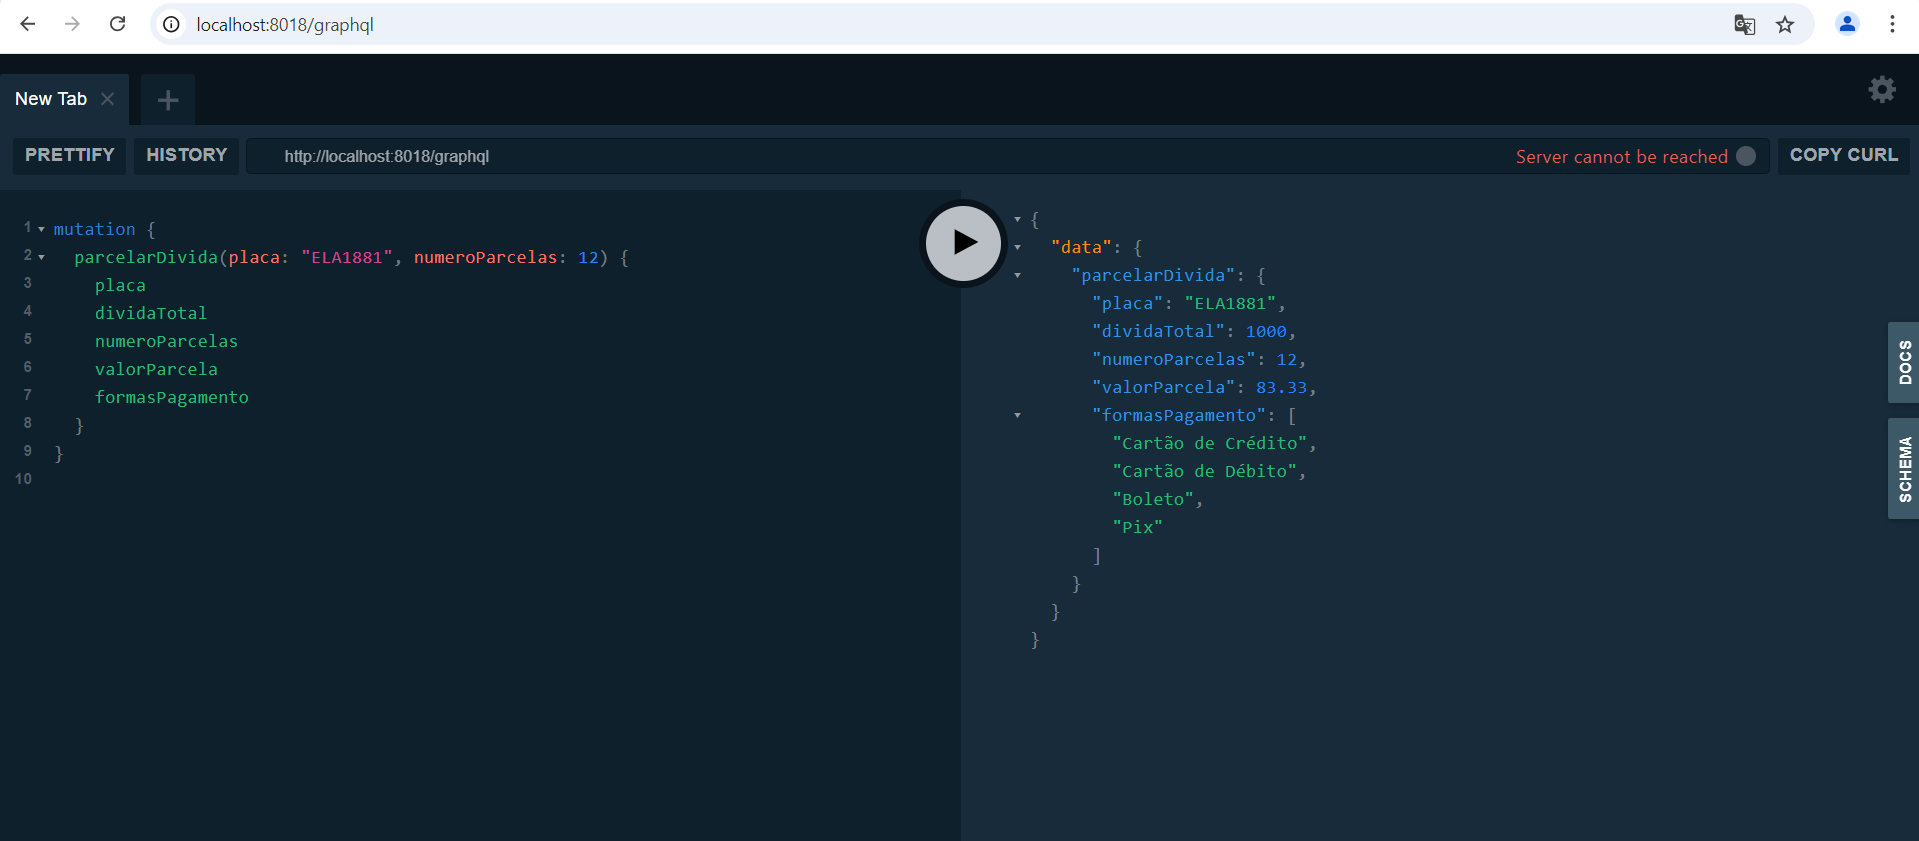 localhost:8018/graphql
New Tab
PRETTIFY HISTORY http://localhost:8018/graphql Server cannot be reached COPY CURL
1 mutation {
2 parcelarDivida(placa: "ELA1881", numeroParcelas: 12) {
3 placa
4 dividaTotal
5 numeroParcelas
6 valorParcela
7 formasPagamento
8 }
9 }
10
{
"data": {
"parcelarDivida": {
"placa": "ELA1881",
"dividaTotal": 1000,
"numeroParcelas": 12,
"valorParcela": 83.33,
"formasPagamento": [
"Cartão de Crédito",
"Cartão de Débito",
"Boleto",
"Pix"
]
}
}
}
DOCS
SCHEMA